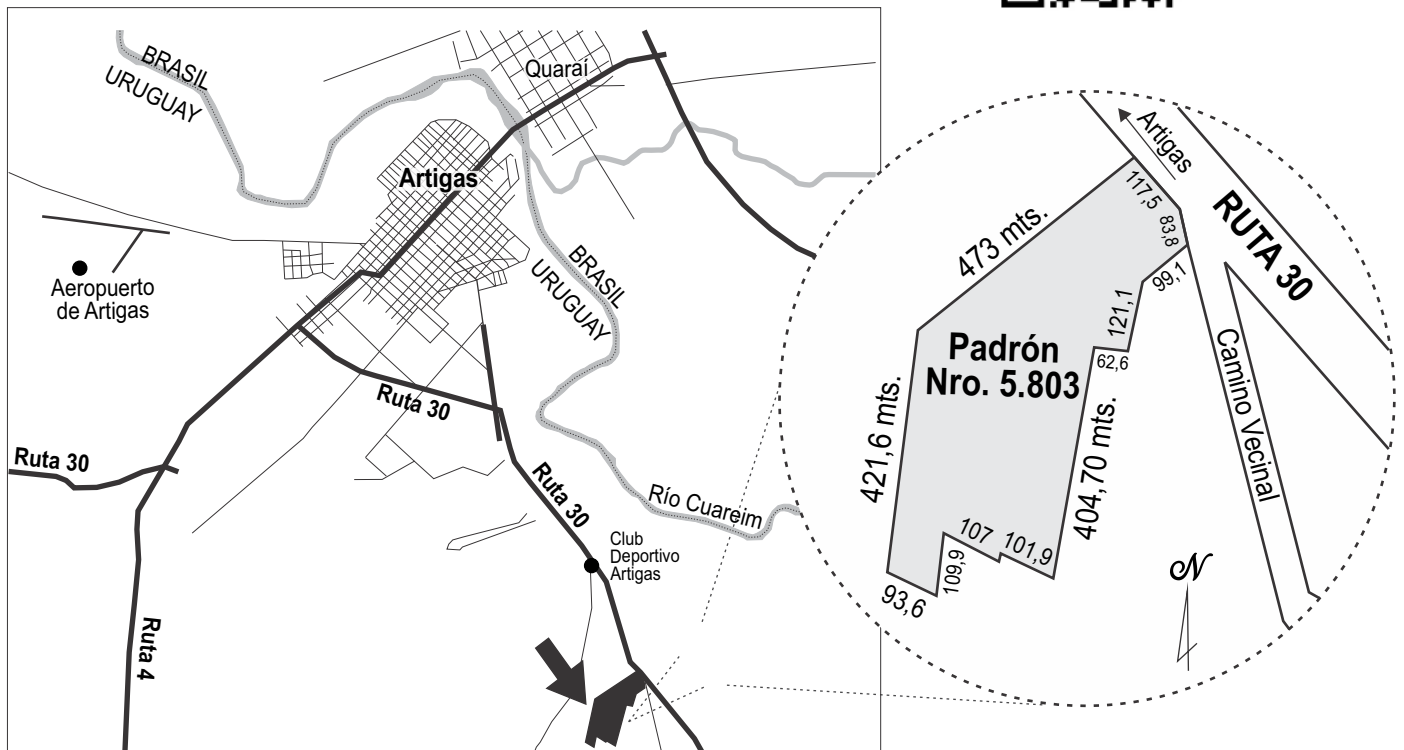 BRASIL
URUGUAY
Quaraí
Artigas
Aeropuerto
de Artigas
BRASIL
URUGUAY
Ruta 30
Ruta 30
Ruta 30
Río Cuareim
Club
Deportivo
Artigas
Ruta 4
Artigas
RUTA 30
117,5
83,8
473 mts.
99,1
121,1
62,6
Padrón
Nro. 5.803
Camino Vecinal
421,6 mts.
404,70 mts.
107
101,9
109,9
93,6
N